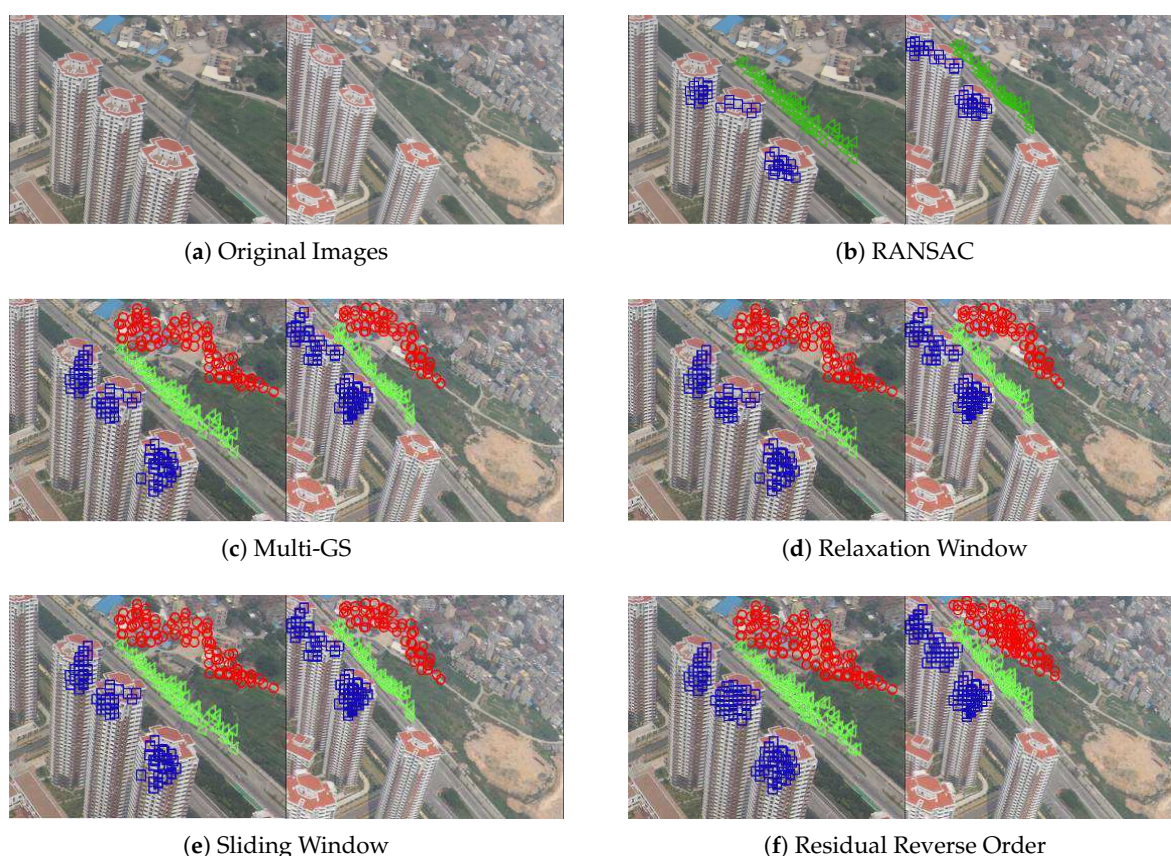 (a) Original Images
(b) RANSAC
(c) Multi-GS
(d) Relaxation Window
(e) Sliding Window
(f) Residual Reverse Order